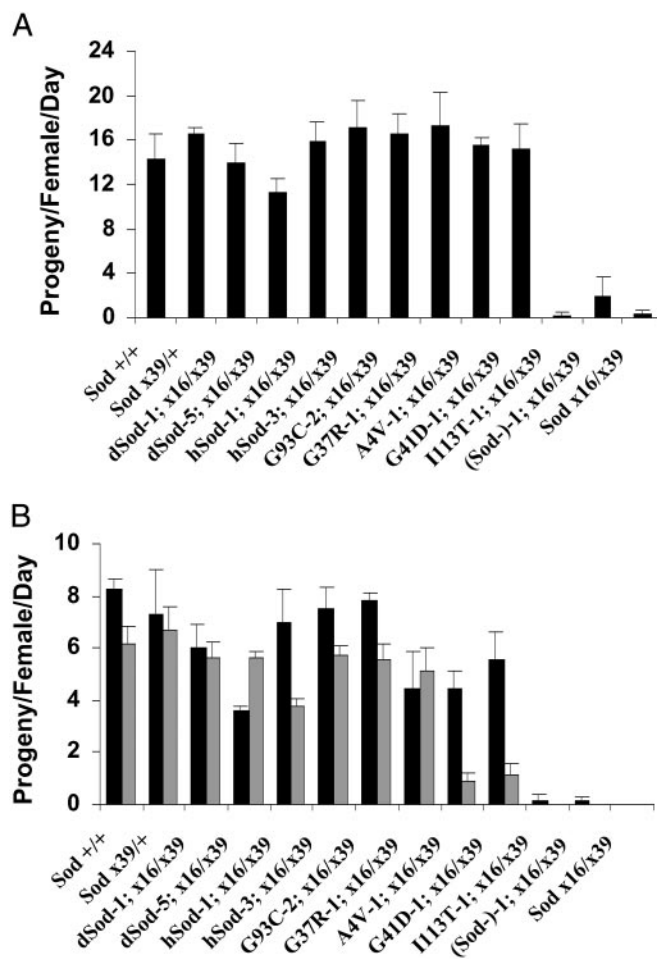 A
Progeny/Female/Day
24
20
16
12
8
4
0
Sod +/+
Sod x39/+
dSod-1; x16/x39
dSod-5; x16/x39
hSod-1; x16/x39
hSod-3; x16/x39
G93C-2; x16/x39
G37R-1; x16/x39
A4V-1; x16/x39
G41D-1; x16/x39
I113T-1; x16/x39
(Sod-)-1; x16/x39
Sod x16/x39
B
Progeny/Female/Day
10
8
6
4
2
0
Sod +/+
Sod x39/+
dSod-1; x16/x39
dSod-5; x16/x39
hSod-1; x16/x39
hSod-3; x16/x39
G93C-2; x16/x39
G37R-1; x16/x39
A4V-1; x16/x39
G41D-1; x16/x39
I113T-1; x16/x39
(Sod-)-1; x16/x39
Sod x16/x39